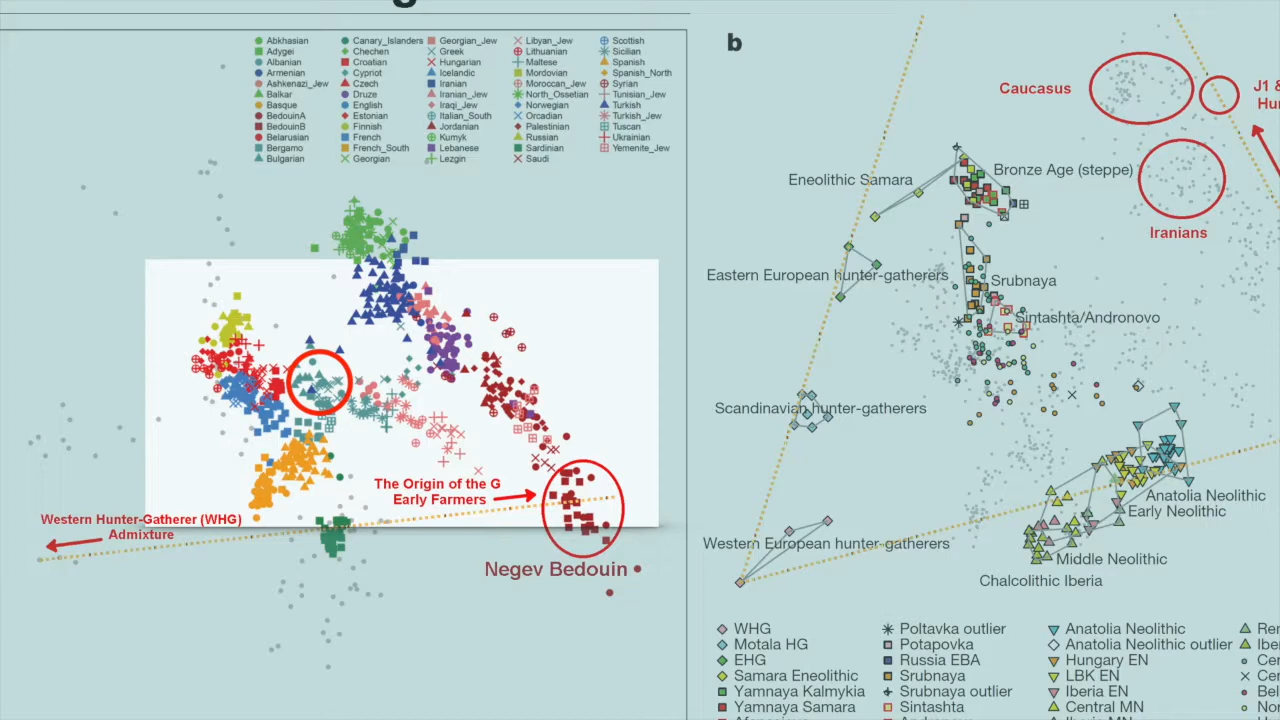 Abkhasian
Adygei
Albanian
Armenian
Ashkenazi_Jew
Balkar
Basque
BedouinA
BedouinB
Belarusian
Bergamo
Bulgarian
Canary_Islanders
Chechen
Croatian
Cypriot
Czech
Druze
English
Estonian
Finnish
French
French_South
Georgian
Georgian_Jew
Greek
Hungarian
Icelandic
Iranian
Iranian_Jew
Iraqi_Jew
Italian_South
Jordanian
Kumyk
Lebanese
Lezgin
Libyan_Jew
Lithuanian
Maltese
Mordovian
Moroccan_Jew
North_Ossetian
Norwegian
Orcadian
Palestinian
Russian
Sardinian
Saudi
Scottish
Sicilian
Spanish
Spanish_North
Syrian
Tunisian_Jew
Turkish
Turkish_Jew
Tuscan
Ukrainian
Yemenite_Jew
The Origin of the G
Early Farmers
Western Hunter-Gatherer (WHG)
Admixture
Negev Bedouin
b
Caucasus
J1 &
Iranians
Bronze Age (steppe)
Eneolithic Samara
Eastern European hunter-gatherers
Srubnaya
Sintashta/Andronovo
Scandinavian hunter-gatherers
Anatolia Neolithic
Early Neolithic
Western European hunter-gatherers
Middle Neolithic
Chalcolithic Iberia
WHG
Motala HG
EHG
Samara Eneolithic
Yamnaya Kalmykia
Yamnaya Samara
Poltavka outlier
Potapovka
Russia EBA
Srubnaya
Srubnaya outlier
Sintashta
Anatolia Neolithic
Anatolia Neolithic outlier
Hungary EN
LBK EN
Iberia EN
Central MN